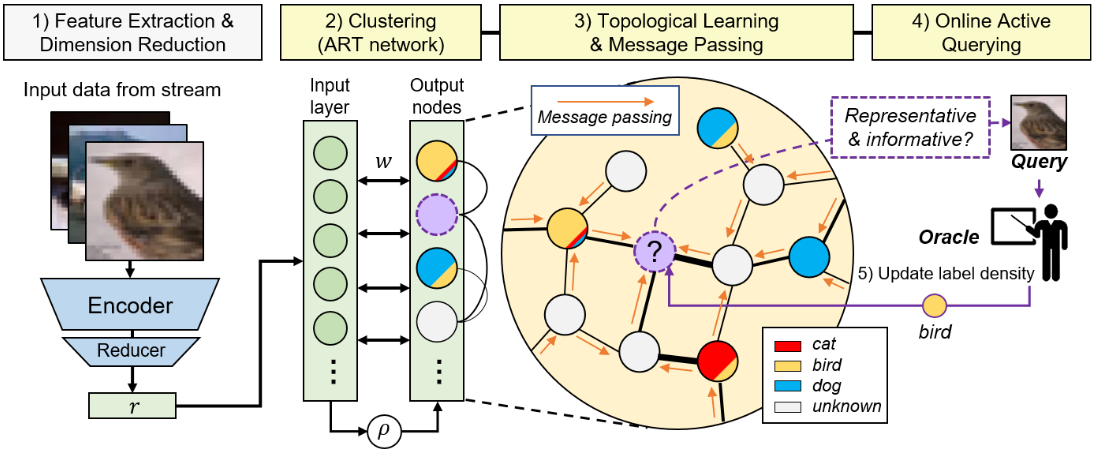 1) Feature Extraction &
Dimension Reduction
2) Clustering
(ART network)
3) Topological Learning
& Message Passing
4) Online Active
Querying
Input data from stream
Encoder
Reducer
r
Input
layer
Output
nodes
w
⋮
⋮
ρ
Message passing
?
Representative
& informative?
Query
Oracle
5) Update label density
bird
cat
bird
dog
unknown